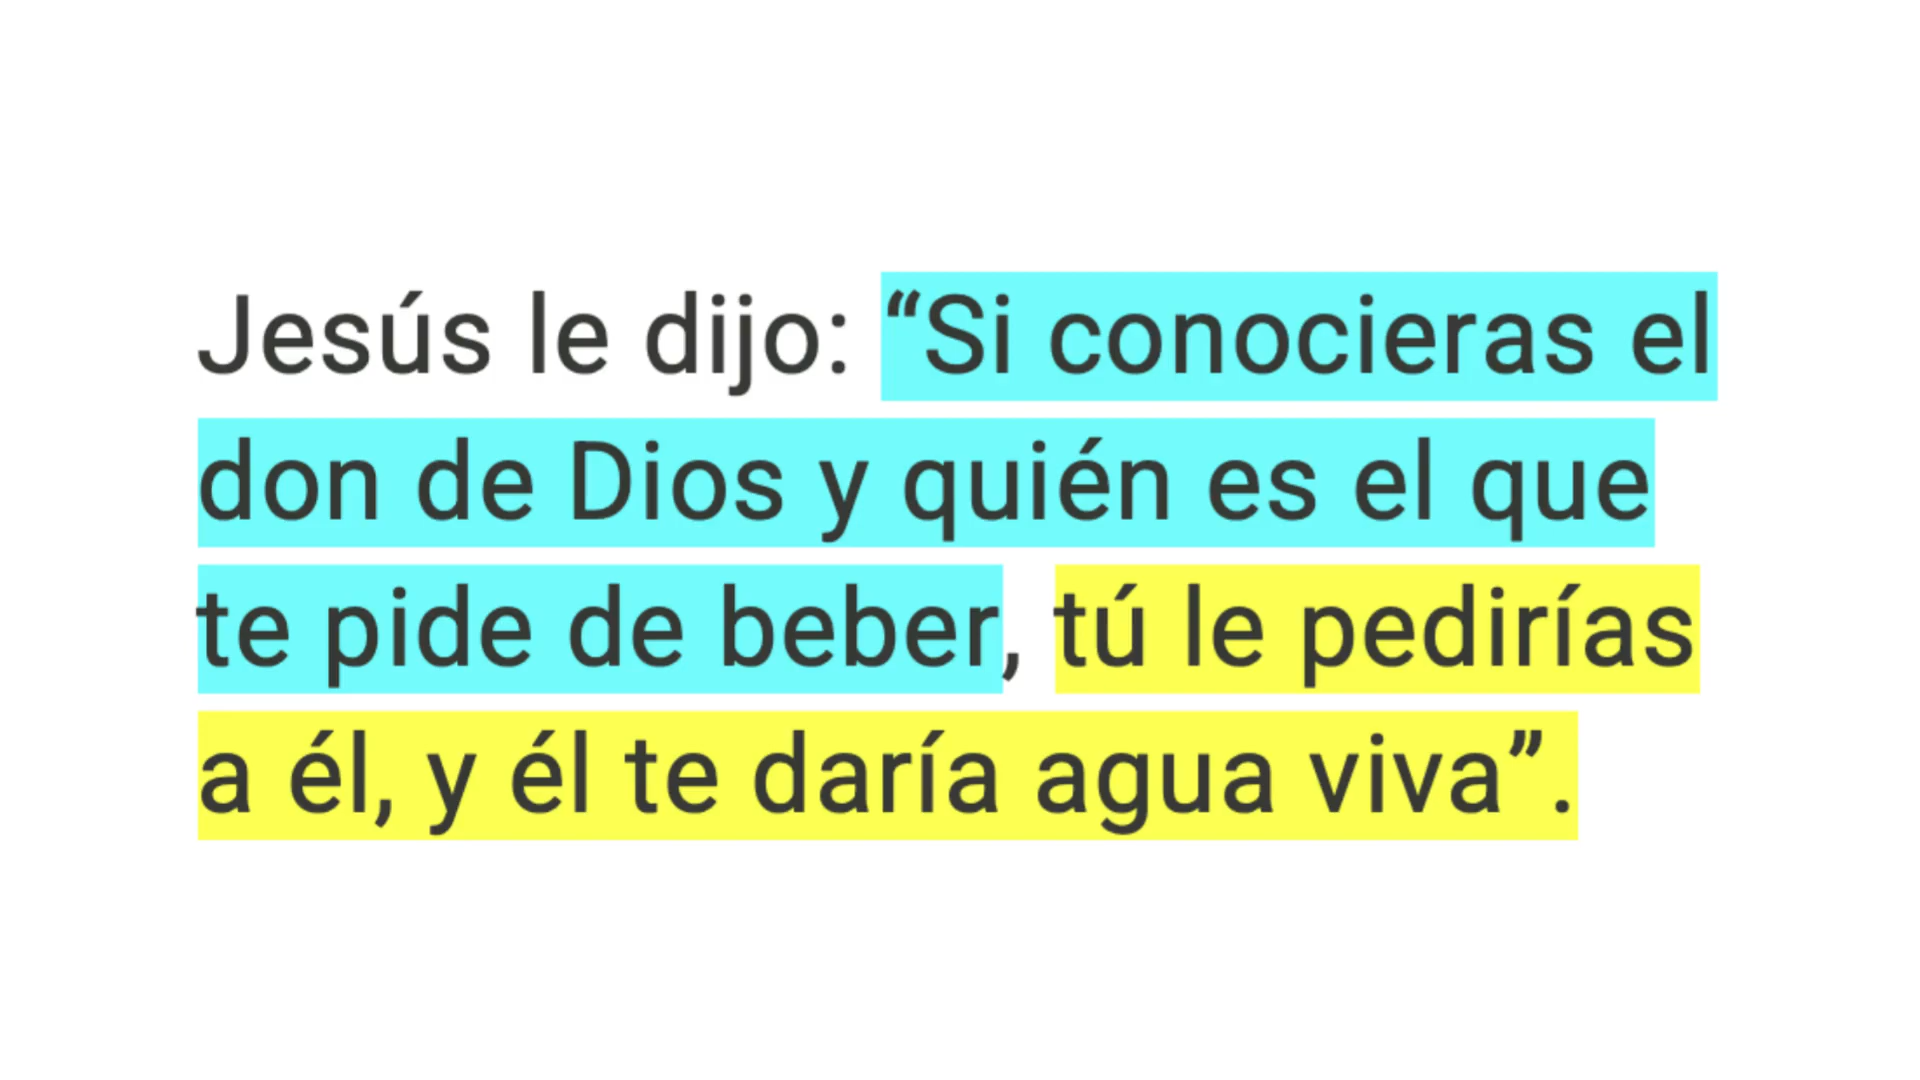 Jesús le dijo: “Si conocieras el
don de Dios y quién es el que
te pide de beber, tú le pedirías
a él, y él te daría agua viva”.